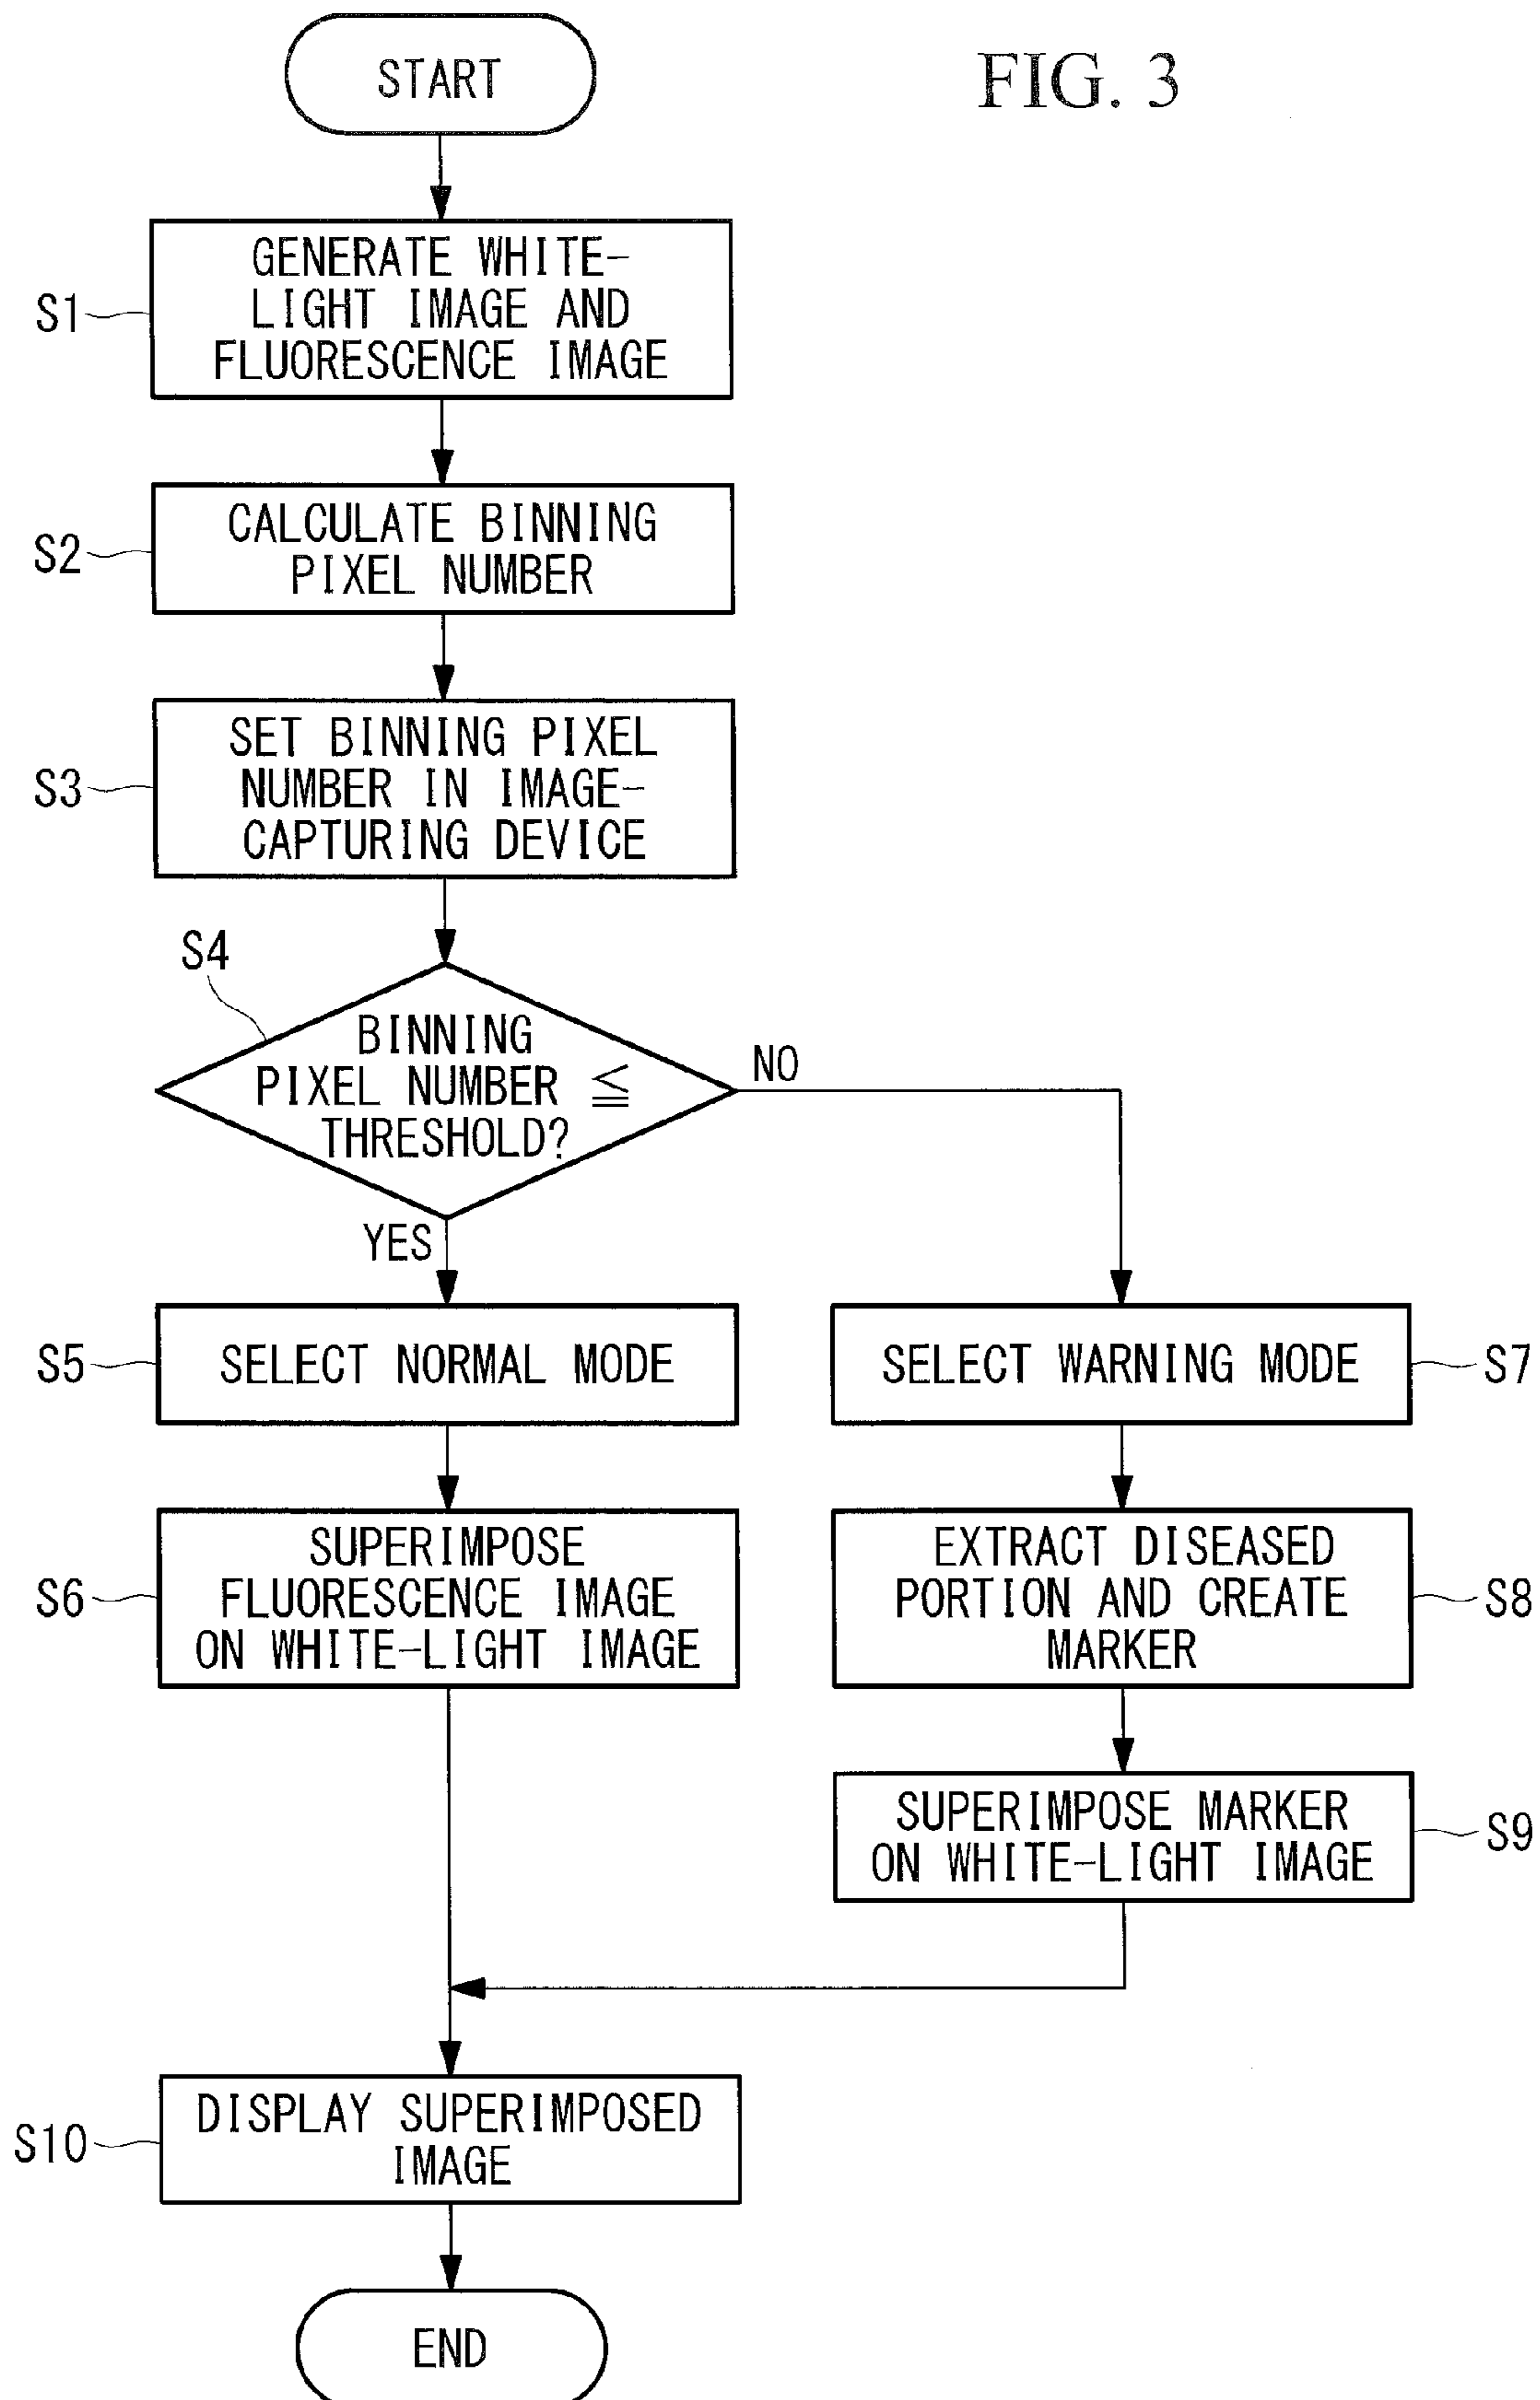 START
FIG. 3
S1
GENERATE WHITE-
LIGHT IMAGE AND
FLUORESCENCE IMAGE
S2
CALCULATE BINNING
PIXEL NUMBER
S3
SET BINNING PIXEL
NUMBER IN IMAGE-
CAPTURING DEVICE
S4
BINNING
PIXEL NUMBER ≦
THRESHOLD?
NO
YES
S5
SELECT NORMAL MODE
SELECT WARNING MODE
S7
S6
SUPERIMPOSE
FLUORESCENCE IMAGE
ON WHITE-LIGHT IMAGE
EXTRACT DISEASED
PORTION AND CREATE
MARKER
S8
SUPERIMPOSE MARKER
ON WHITE-LIGHT IMAGE
S9
S10
DISPLAY SUPERIMPOSED
IMAGE
END